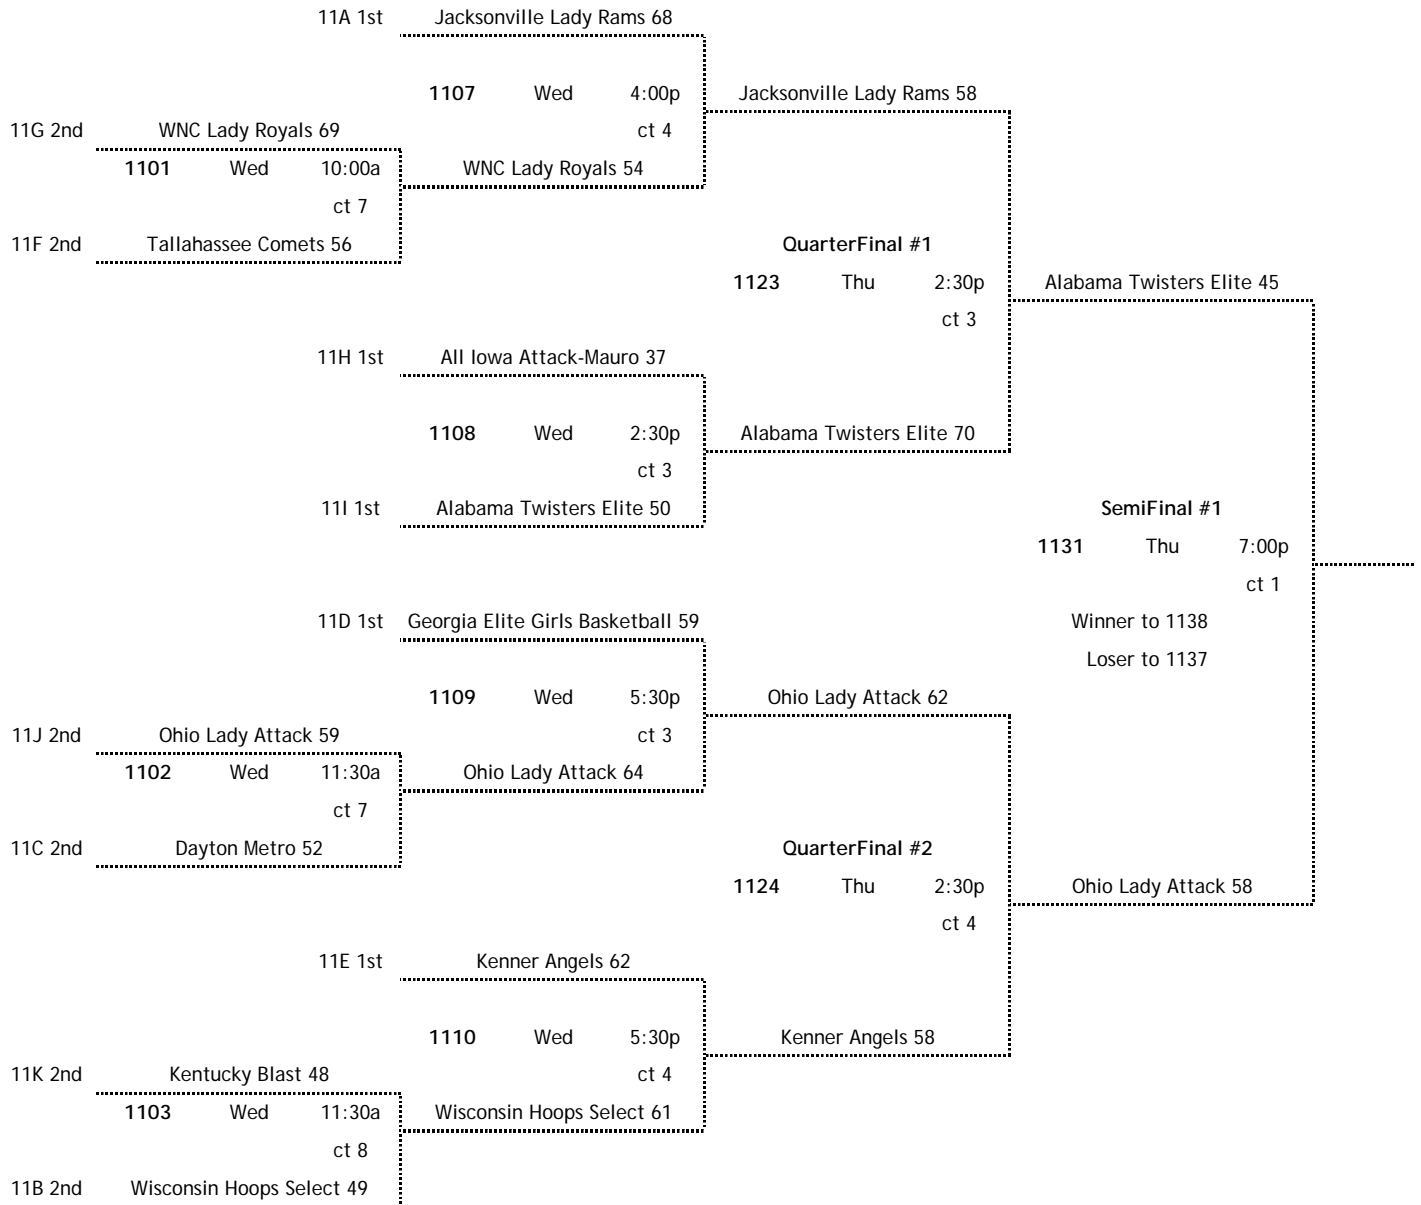 11A 1st Jacksonville Lady Rams 68
1107 Wed 4:00p Jacksonville Lady Rams 58
11G 2nd WNC Lady Royals 69 ct 4
1101 Wed 10:00a WNC Lady Royals 54
ct 7
11F 2nd Tallahassee Comets 56 QuarterFinal #1
1123 Thu 2:30p Alabama Twisters Elite 45
ct 3
11H 1st All Iowa Attack-Mauro 37
1108 Wed 2:30p Alabama Twisters Elite 70
ct 3
11I 1st Alabama Twisters Elite 50 SemiFinal #1
1131 Thu 7:00p
ct 1
11D 1st Georgia Elite Girls Basketball 59 Winner to 1138
Loser to 1137
1109 Wed 5:30p Ohio Lady Attack 62
11J 2nd Ohio Lady Attack 59 ct 3
1102 Wed 11:30a Ohio Lady Attack 64
ct 7
11C 2nd Dayton Metro 52 QuarterFinal #2
1124 Thu 2:30p Ohio Lady Attack 58
ct 4
11E 1st Kenner Angels 62
1110 Wed 5:30p Kenner Angels 58
11K 2nd Kentucky Blast 48 ct 4
1103 Wed 11:30a Wisconsin Hoops Select 61
ct 8
11B 2nd Wisconsin Hoops Select 49